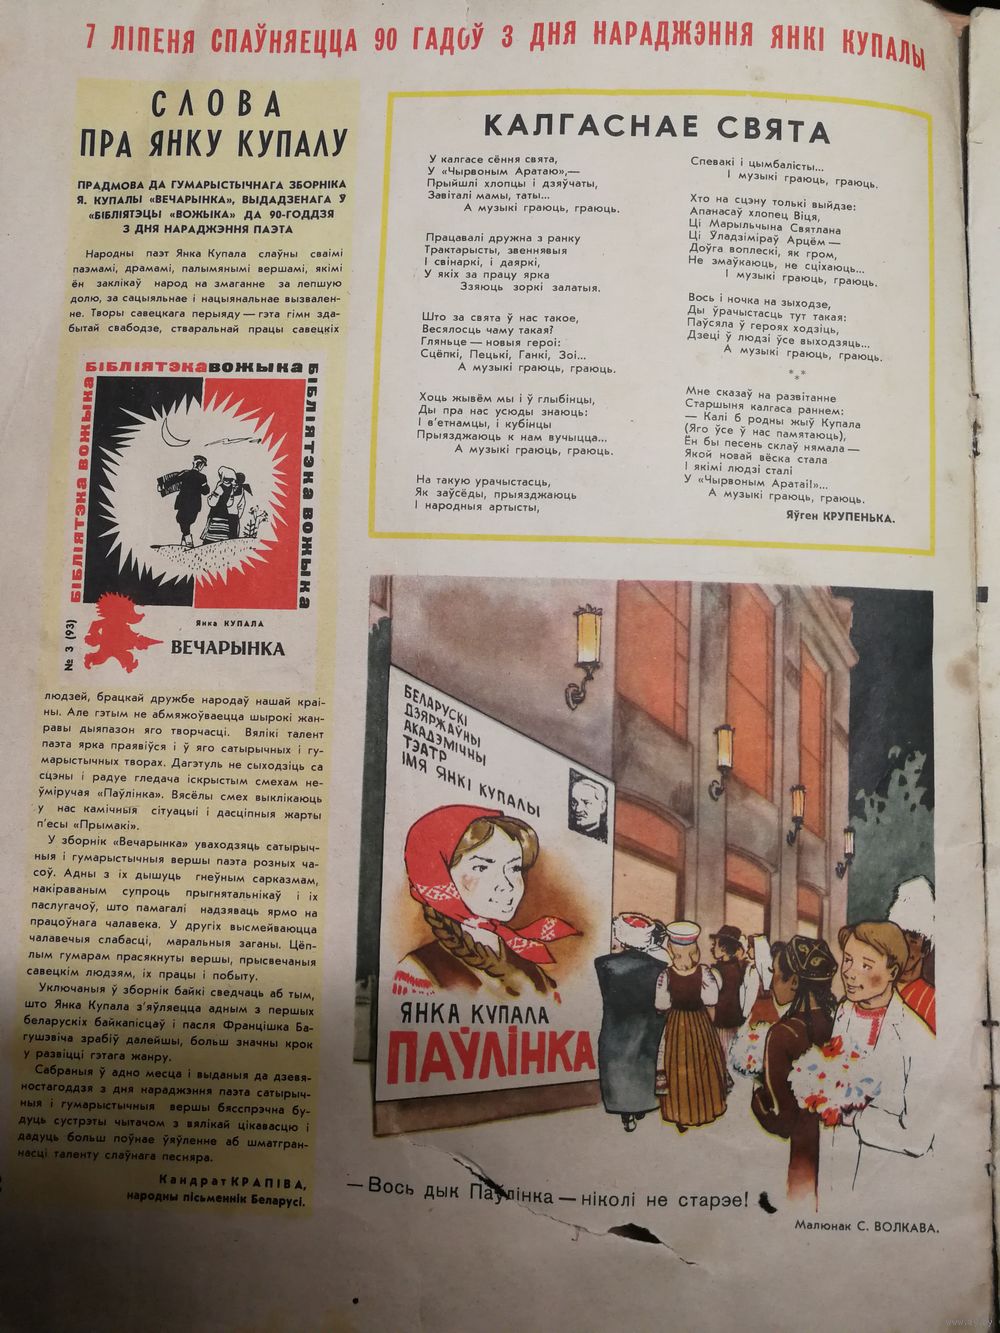 7 ЛІПЕНЯ СПАЎНЯЕЦЦА 90 ГАДОЎ З ДНЯ НАРАДЖЭННЯ ЯНКІ КУПАЛЫ
СЛОВА
ПРА ЯНКУ КУПАЛУ
ПРАДМОВА ДА ГУМАРЫСТЫЧНАГА ЗБОРНІКА
Я. КУПАЛЫ «ВЕЧАРЫНКА», ВЫДАДЗЕНАГА Ў
«БІБЛІЯТЭЦЫ «ВОЖЫКА» ДА 90-ГОДДЗЯ
З ДНЯ НАРАДЖЭННЯ ПАЭТА
Народны паэт Янка Купала слаўны сваімі
паэмамі, драмамі, палымянымі вершамі, якімі
ён заклікаў народ на змаганне за лепшую
долю, за сацыяльнае і нацыянальнае вызвален-
не. Творы савецкага перыяду — гэта гімн зда-
бытай свабодзе, стваральнай працы савецкіх
БІБЛІЯТЭКА ВОЖЫКА
БІБЛІЯТЭКА ВОЖЫКА
БІБЛІЯТЭКА ВОЖЫКА
№ 3 (93)
Янка КУПАЛА
ВЕЧАРЫНКА
людзей, брацкай дружбе народаў нашай краі-
ны. Але гэтым не абмяжоўваецца шырокі жан-
равы дыяпазон яго творчасці. Вялікі талент
паэта ярка праявіўся і ў яго сатырычных і гу-
марыстычных творах. Дагэтуль не сыходзіць са
сцэны і радуе гледача іскрыстым смехам не-
ўміручая «Паўлінка». Вясёлы смех выклікаюць
у нас камічныя сітуацыі і дасціпныя жарты
п'есы «Прымакі».
У зборнік «Вечарынка» уваходзяць сатырыч-
ныя і гумарыстычныя вершы паэта розных ча-
соў. Адны з іх дышуць гнеўным сарказмам,
накіраваным супроць прыгнятальнікаў і іх
паслугачоў, што памагалі надзяваць ярмо на
працоўнага чалавека. У другіх высмейваюцца
чалавечыя слабасці, маральныя заганы. Цёп-
лым гумарам прасякнуты вершы, прысвечаныя
савецкім людзям, іх працы і побыту.
Уключаныя ў зборнік байкі сведчаць аб тым,
што Янка Купала з'яўляецца адным з першых
беларускіх байкапісцаў і пасля Францішка Ба-
гушэвіча зрабіў далейшы, больш значны крок
у развіцці гэтага жанру.
Сабраныя ў адно месца і выданыя да дзевя-
ностагоддзя з дня нараджэння паэта сатырыч-
ныя і гумарыстычныя вершы бясспрэчна бу-
дуць сустрэты чытачом з вялікай цікавасцю і
дадуць больш поўнае ўяўленне аб шматгран-
насці таленту слаўнага песняра.
Кандрат КРАПІВА,
народны пісьменнік Беларусі.
КАЛГАСНАЕ СВЯТА
У калгасе сёння свята,
У «Чырвоным Аратаю»,—
Прыйшлі хлопцы і дзяўчаты,
Завіталі мамы, таты...
А музыкі граюць, граюць.
Працавалі дружна з ранку
Трактарысты, звеннявыя
І свінаркі, і даяркі,
У якіх за працу ярка
Ззяюць зоркі залатыя.
Што за свята ў нас такое,
Весялосць чаму такая?
Гляньце — новыя героі:
Сцёпкі, Пецькі, Ганкі, Зоі...
А музыкі граюць, граюць.
Хоць жывём мы і ў глыбінцы,
Ды пра нас усюды знаюць:
І в'етнамцы, і кубінцы
Прыязджаюць к нам вучыцца...
А музыкі граюць, граюць.
На такую урачыстасць,
Як заўсёды, прыязджаюць
І народныя артысты,
Спевакі і цымбалісты...
І музыкі граюць, граюць.
Хто на сцэну толькі выйдзе:
Апанасаў хлопец Віця,
Ці Марыльчына Святлана
Ці Ўладзіміраў Арцём —
Доўга воплескі, як гром,
Не змаўкаюць, не сціхаюць...
І музыкі граюць, граюць.
Вось і ночка на зыходзе,
Ды ўрачыстасць тут такая:
Паўсяла ў героях ходзіць,
Дзеці ў людзі ўсе выходзяць...
А музыкі граюць, граюць.
***
Мне сказаў на развітанне
Старшыня калгаса раннем:
— Калі б родны жыў Купала
(Яго ўсе ў нас памятаюць),
Ён бы песень склаў нямала —
Якой новай вёска стала
І якімі людзі сталі
У «Чырвоным Аратаі!»...
А музыкі граюць, граюць.
Яўген КРУПЕНЬКА.
БЕЛАРУСКІ
ДЗЯРЖАЎНЫ
АКАДЭМІЧНЫ
ТЭАТР
ІМЯ ЯНКІ КУПАЛЫ
ЯНКА КУПАЛА
ПАЎЛІНКА
— Вось дык Паўлінка — ніколі не старэе!
Малюнак С. ВОЛКАВА.